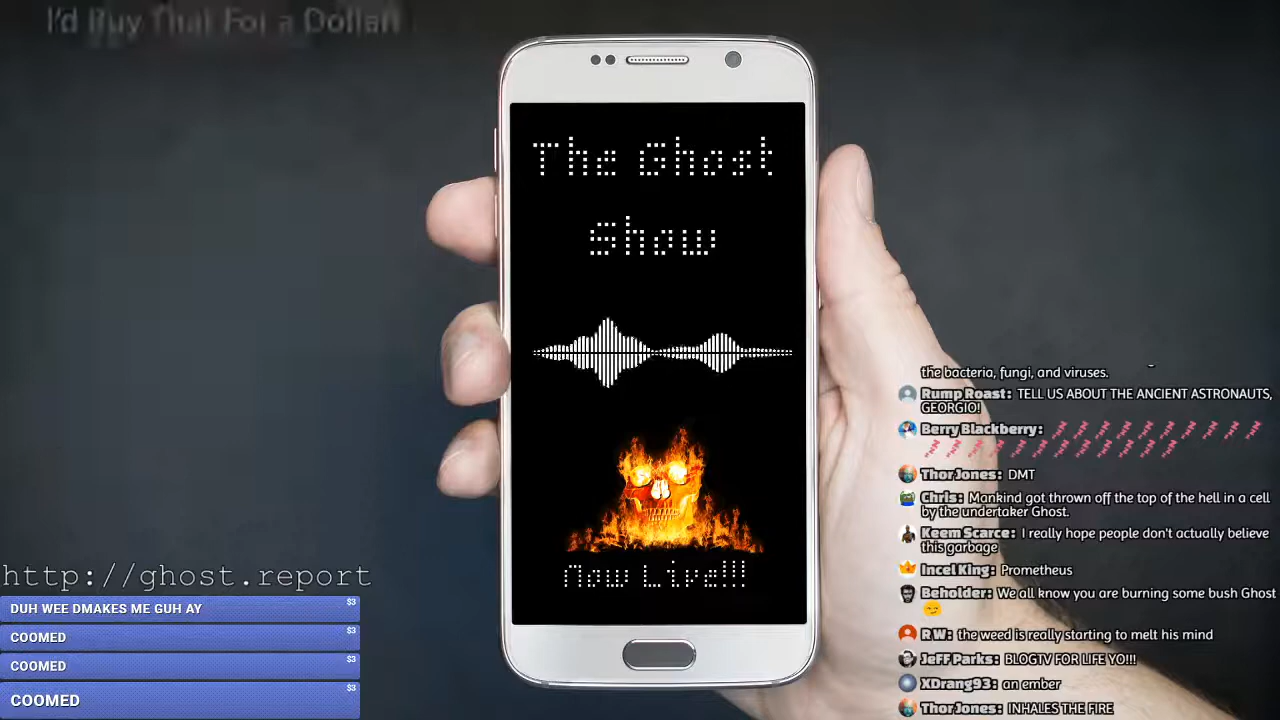 I'd Buy That For a Dollar!
The Ghost
Show
Now Live!!!
http://ghost.report
DUH WEE DMAKES ME GUH AY $3
COOMED $3
COOMED $3
COOMED $3
the bacteria, fungi, and viruses.
Rump Roast: TELL US ABOUT THE ANCIENT ASTRONAUTS,
GEORGIO!
Berry Blackberry:
ThorJones: DMT
Chris: Mankind got thrown off the top of the hell in a cell
by the undertaker Ghost.
Keem Scarce: I really hope people don't actually believe
this garbage
Incel King: Prometheus
Beholder: We all know you are burning some bush Ghost
R W: the weed is really starting to melt his mind
Jeff Parks: BLOGTV FOR LIFE YO!!!
XDrang93: an ember
ThorJones: INHALES THE FIRE